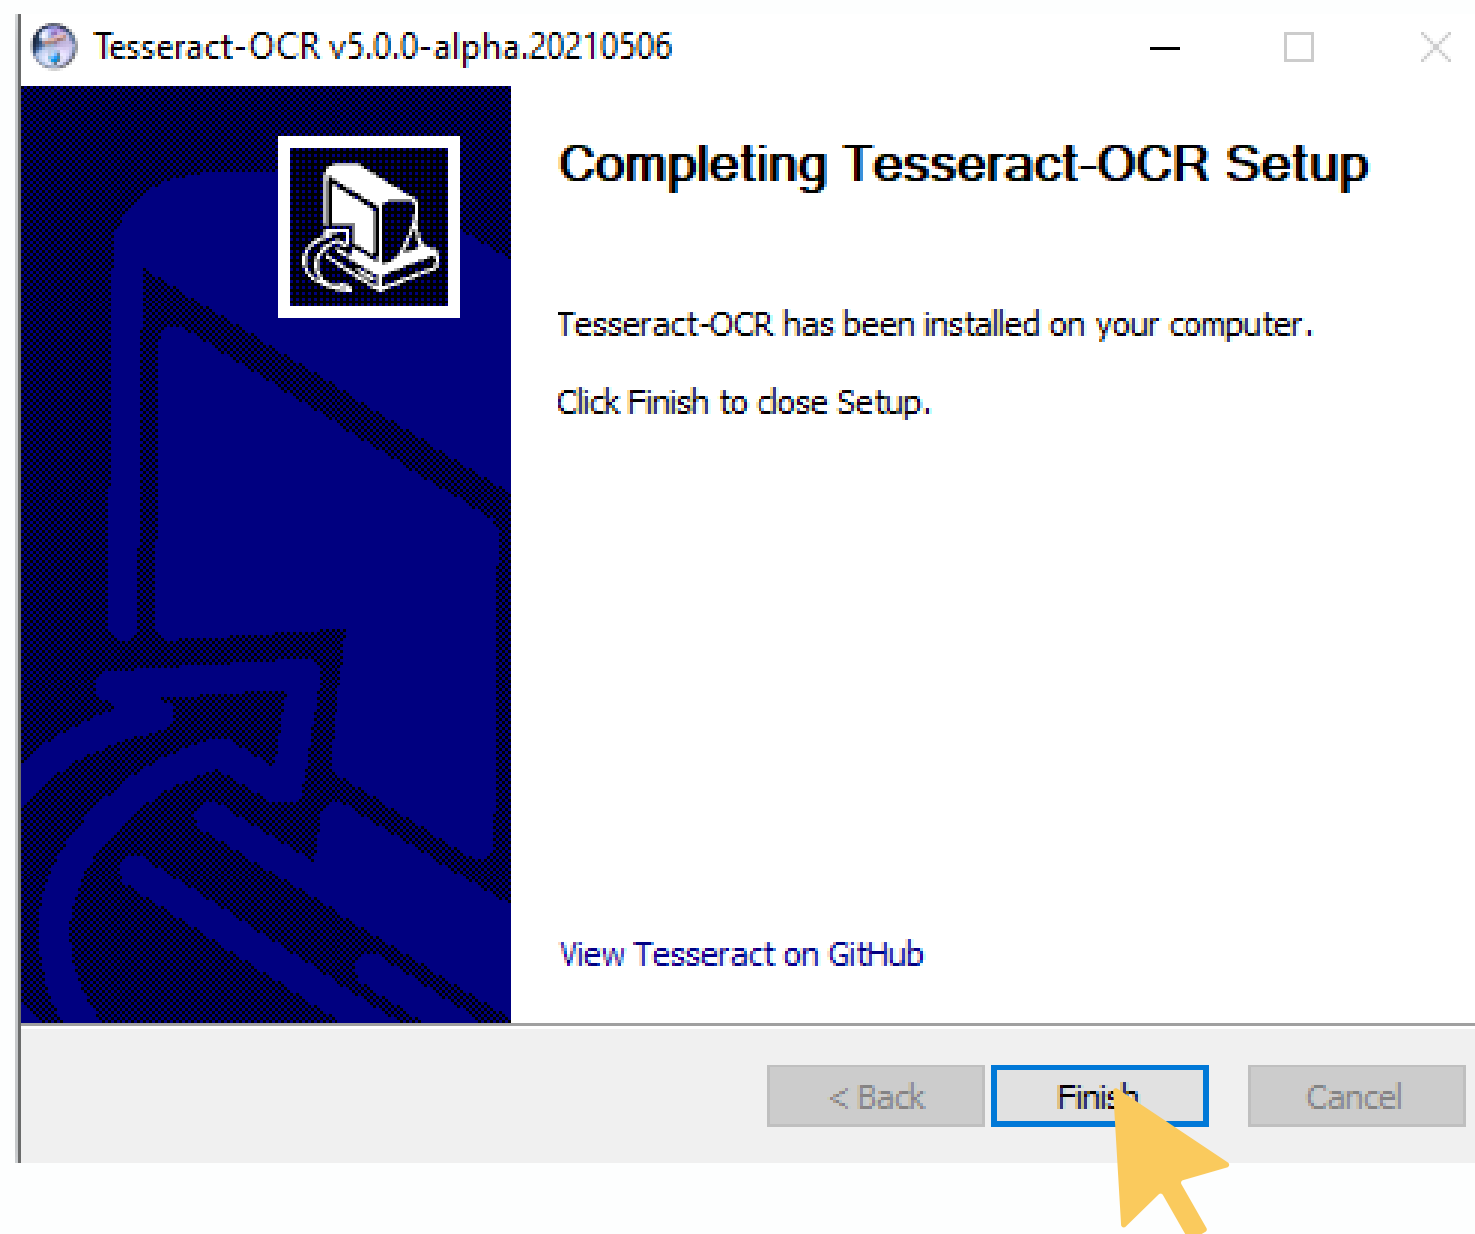 Tesseract-OCR v5.0.0-alpha.20210506
Completing Tesseract-OCR Setup
Tesseract-OCR has been installed on your computer.
Click Finish to close Setup.
View Tesseract on GitHub
< Back
Finish
Cancel